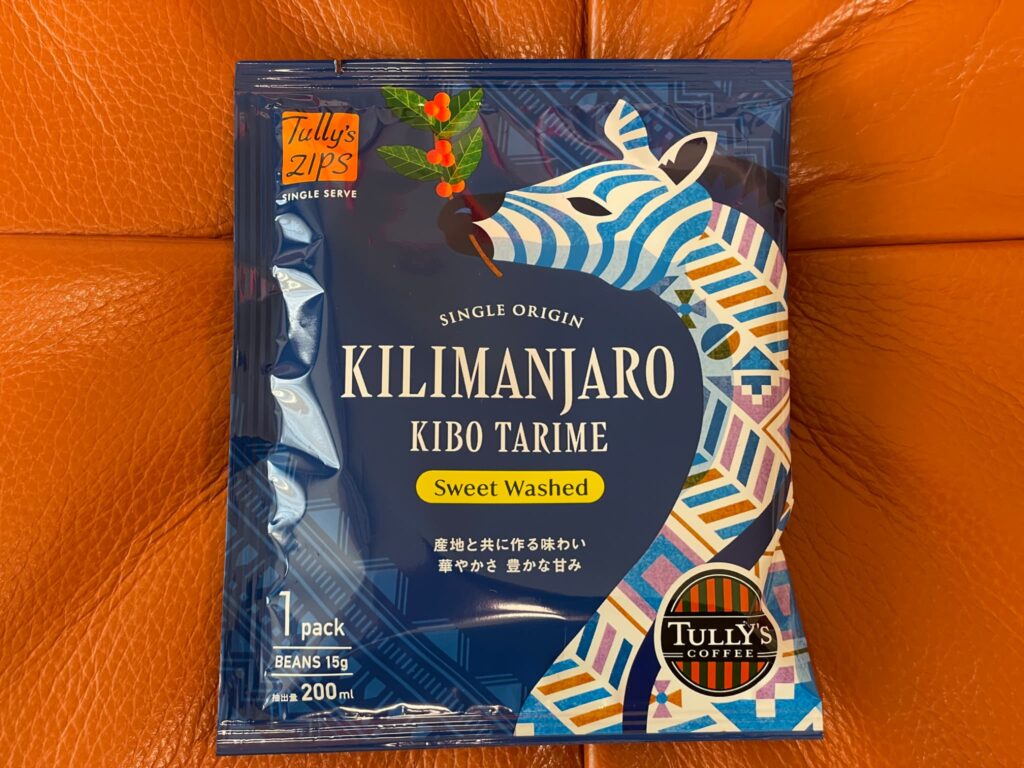 Tully's
ZIPS
SINGLE SERVE
SINGLE ORIGIN
KILIMANJARO
KIBO TARIME
Sweet Washed
産地と共に作る味わい
華やかさ 豊かな甘み
1 pack
BEANS 15g
抽出量 200ml
TULLY'S
COFFEE